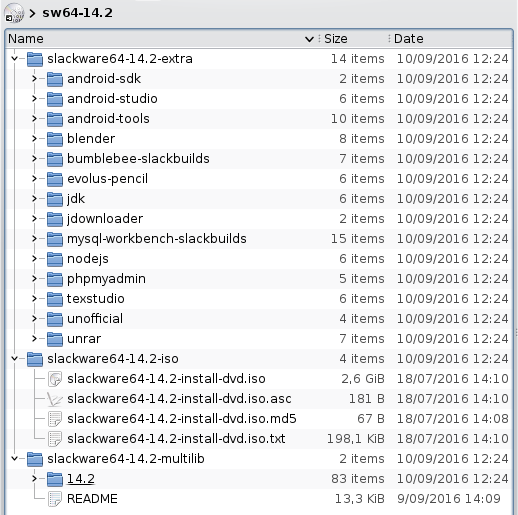 sw64-14.2
Name Size Date
slackware64-14.2-extra 14 items 10/09/2016 12:24
android-sdk 2 items 10/09/2016 12:24
android-studio 6 items 10/09/2016 12:24
android-tools 10 items 10/09/2016 12:24
blender 8 items 10/09/2016 12:24
bumblebee-slackbuilds 7 items 10/09/2016 12:24
evolus-pencil 6 items 10/09/2016 12:24
jdk 6 items 10/09/2016 12:24
jdownloader 2 items 10/09/2016 12:24
mysql-workbench-slackbuilds 15 items 10/09/2016 12:24
nodejs 6 items 10/09/2016 12:24
phpmyadmin 5 items 10/09/2016 12:24
texstudio 6 items 10/09/2016 12:24
unofficial 4 items 10/09/2016 12:24
unrar 7 items 10/09/2016 12:24
slackware64-14.2-iso 4 items 10/09/2016 12:24
slackware64-14.2-install-dvd.iso 2,6 GiB 18/07/2016 14:10
slackware64-14.2-install-dvd.iso.asc 181 B 18/07/2016 14:10
slackware64-14.2-install-dvd.iso.md5 67 B 18/07/2016 14:08
slackware64-14.2-install-dvd.iso.txt 198,1 KiB 18/07/2016 14:10
slackware64-14.2-multilib 2 items 10/09/2016 12:24
14.2 83 items 10/09/2016 12:24
README 13,3 KiB 9/09/2016 14:09